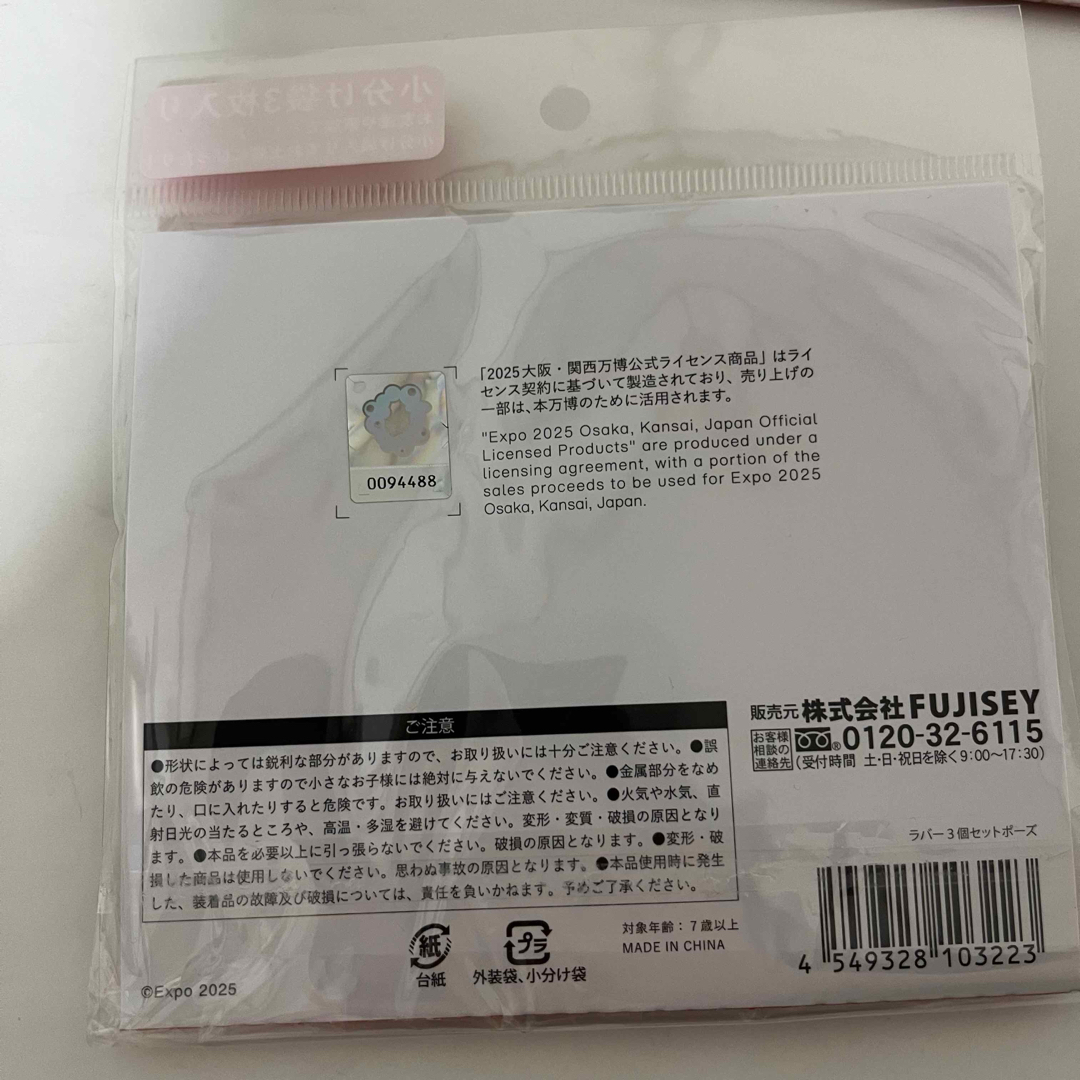 小分け袋3枚入り
「2025大阪・関西万博公式ライセンス商品」はライ
センス契約に基づいて製造されており、売り上げの
一部は、本万博のために活用されます。
"Expo 2025 Osaka, Kansai, Japan Official
Licensed Products" are produced under a
licensing agreement, with a portion of the
sales proceeds to be used for Expo 2025
Osaka, Kansai, Japan.
0094488
販売元 株式会社FUJISEY
お客様
相談の
連絡先
®0120-32-6115
(受付時間 土・日・祝日を除く9:00〜17:30)
ご注意
●形状によっては鋭利な部分がありますので、お取り扱いには十分ご注意ください。●誤
飲の危険がありますので小さなお子様には絶対に与えないでください。●金属部分をなめ
たり、口に入れたりすると危険です。お取り扱いにはご注意ください。●火気や水気、直
射日光の当たるところや、高温・多湿を避けてください。変形・変質・破損の原因となり
ます。●本品を必要以上に引っ張らないでください。破損の原因となります。●変形・破
損した商品は使用しないでください。思わぬ事故の原因となります。●本品使用時に発生
した、装着品の故障及び破損については、責任を負いかねます。予めご了承ください。
ラバー3個セットポーズ
紙
台紙
プラ
外装袋、小分け袋
対象年齢：7歳以上
MADE IN CHINA
4 549328 103223
©Expo 2025